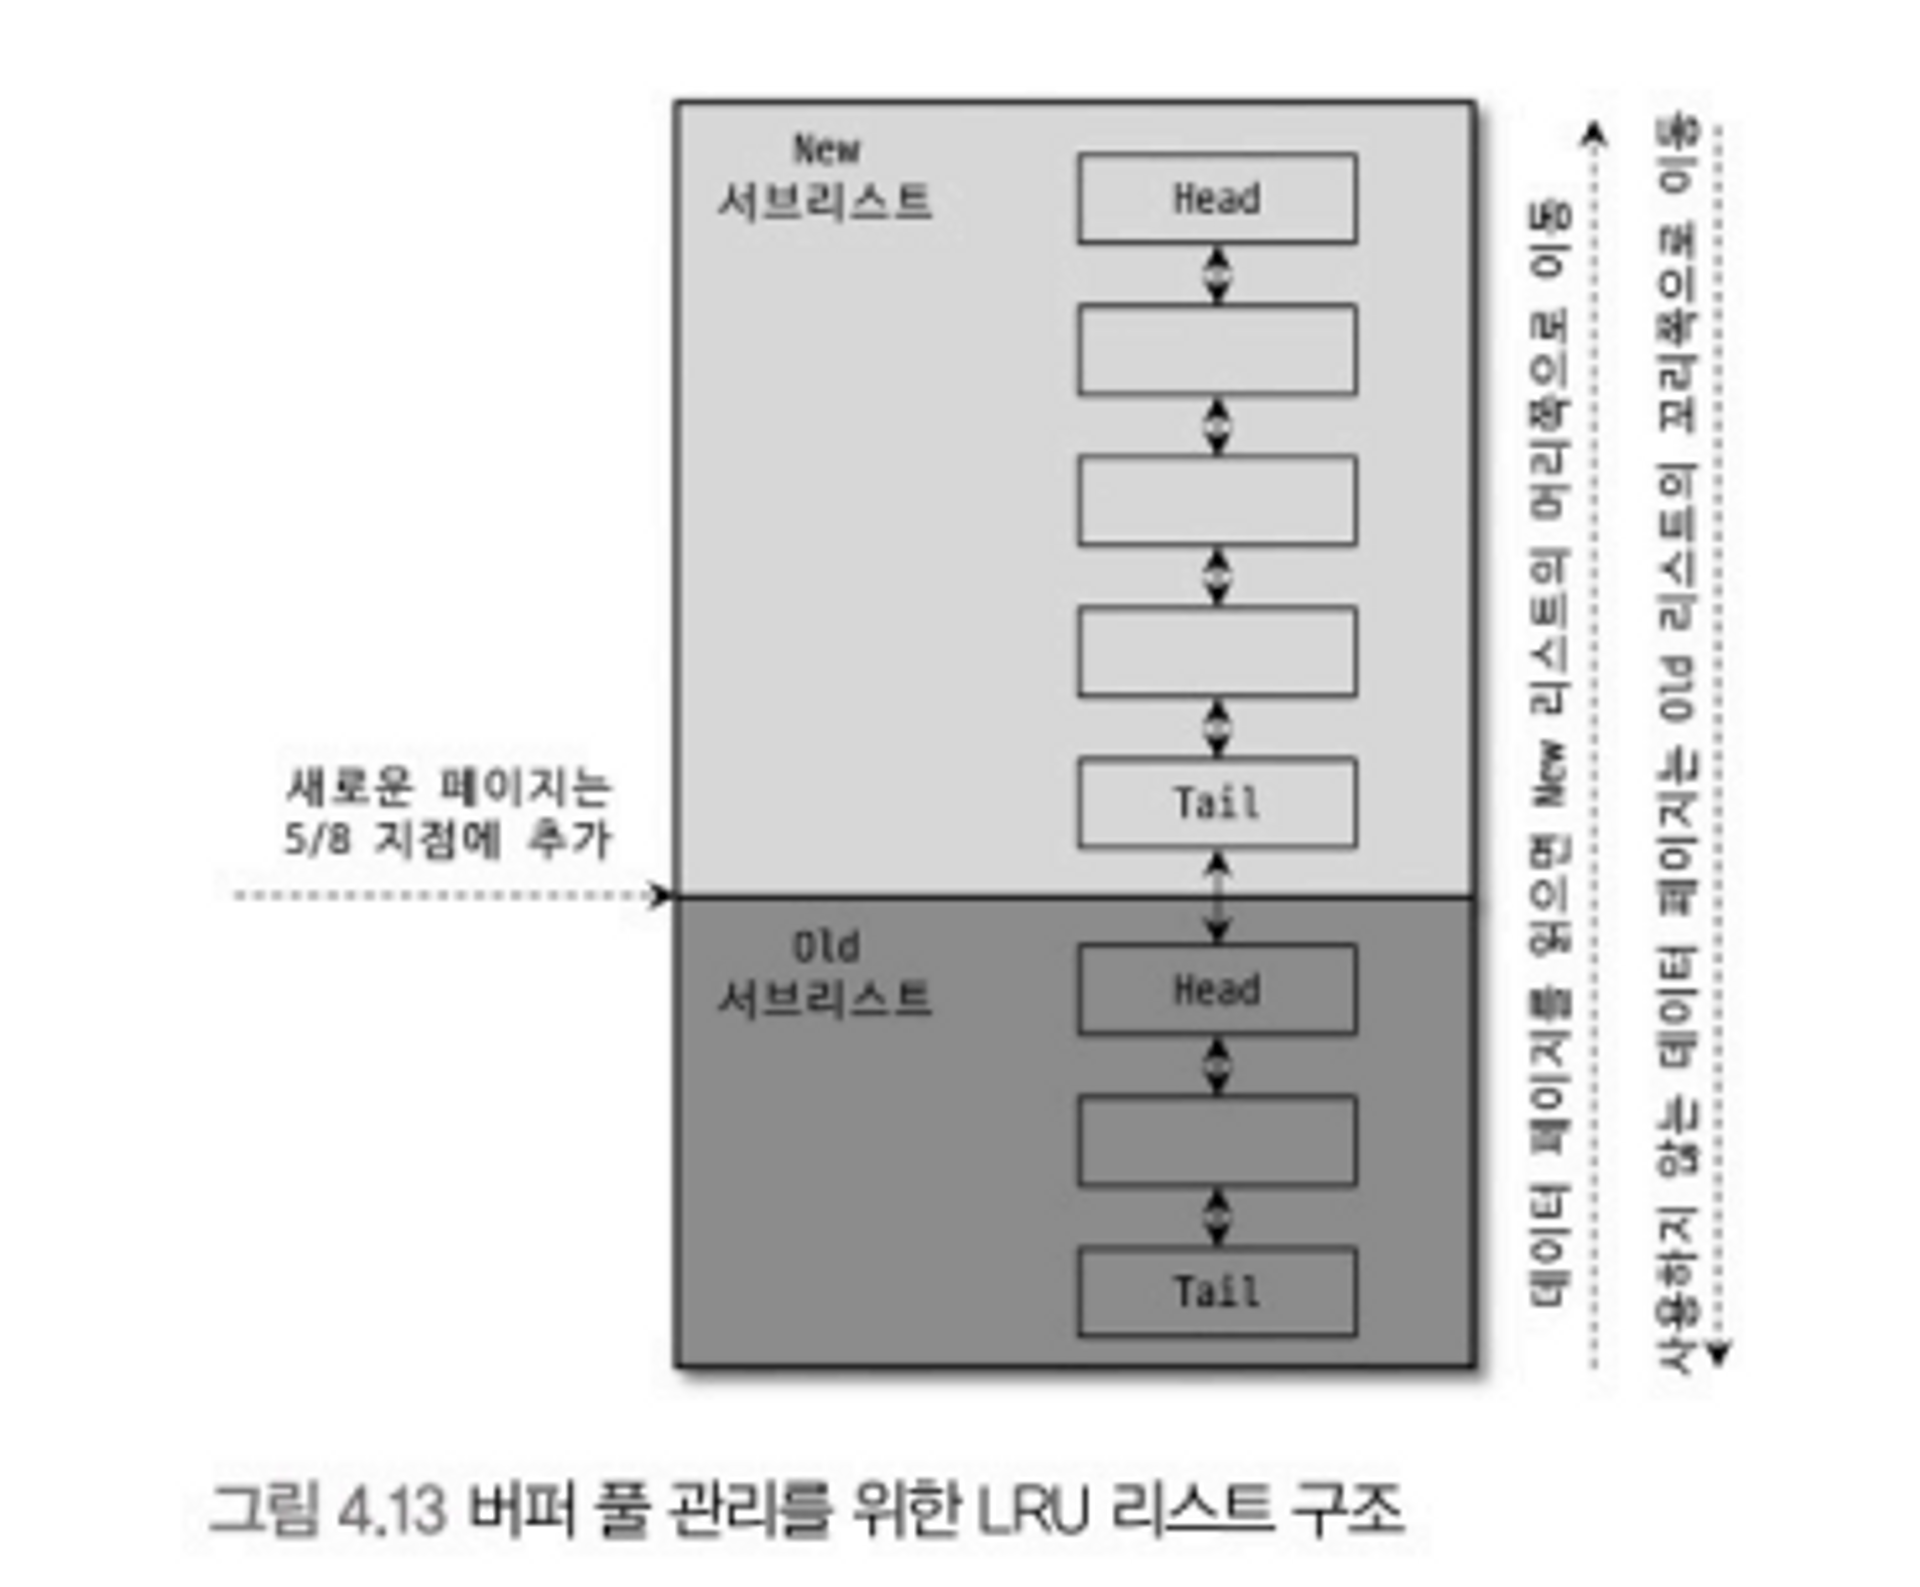 New
서브리스트
Head
Tail
새로운 페이지는
5/8 지점에 추가
Old
서브리스트
Head
Tail
데이터 페이지를 읽으면 New 리스트의 머리쪽으로 이동
사용하지 않는 데이터 페이지는 Old 리스트의 꼬리쪽으로 이동
그림 4.13 버퍼 풀 관리를 위한 LRU 리스트 구조